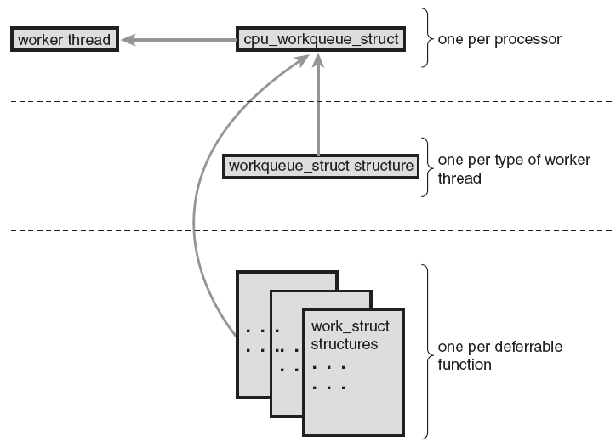 worker thread
cpu_workqueue_struct
one per processor
workqueue_struct structure
one per type of worker
thread
work_struct
structures
. . .
. . .
. . .
. . .
. . .
. . .
one per deferrable
function